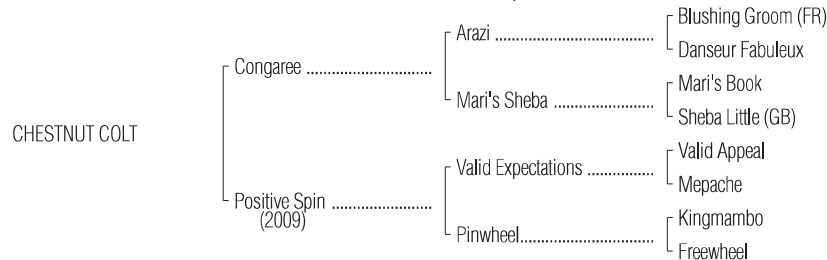 Blushing Groom (FR)
Arazi ..............................
Danseur Fabuleux
Congaree ........................
Mari's Book
Mari's Sheba ...................
Sheba Little (GB)
CHESTNUT COLT
Valid Appeal
Valid Expectations ...........
Mepache
Positive Spin ...................
(2009)
Kingmambo
Pinwheel..........................
Freewheel